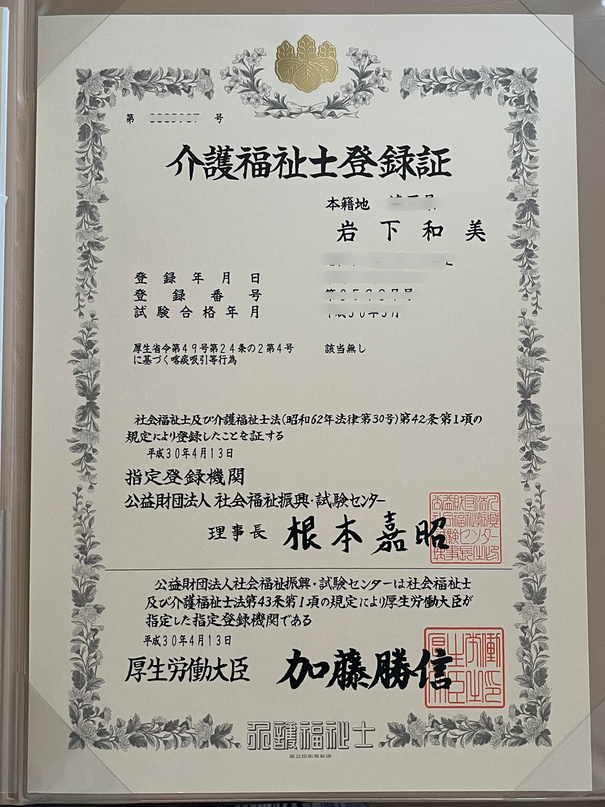 第 号
介護福祉士登録証
本籍地
岩下和美
登録年月日
登録番号
試験合格年月
厚生省令第49号第24条の2第4号 該当無し
に基づく喀痰吸引等行為
社会福祉士及び介護福祉士法(昭和62年法律第30号)第42条第1項の
規定により登録したことを証する
平成30年4月13日
指定登録機関
公益財団法人 社会福祉振興・試験センター
理事長 根本嘉昭
公益財団法人社会福祉振興・試験センターは社会福祉士
及び介護福祉士法第43条第1項の規定により厚生労働大臣が
指定した指定登録機関である
平成30年4月13日
厚生労働大臣 加藤勝信
介護福祉士
国立印刷局製造